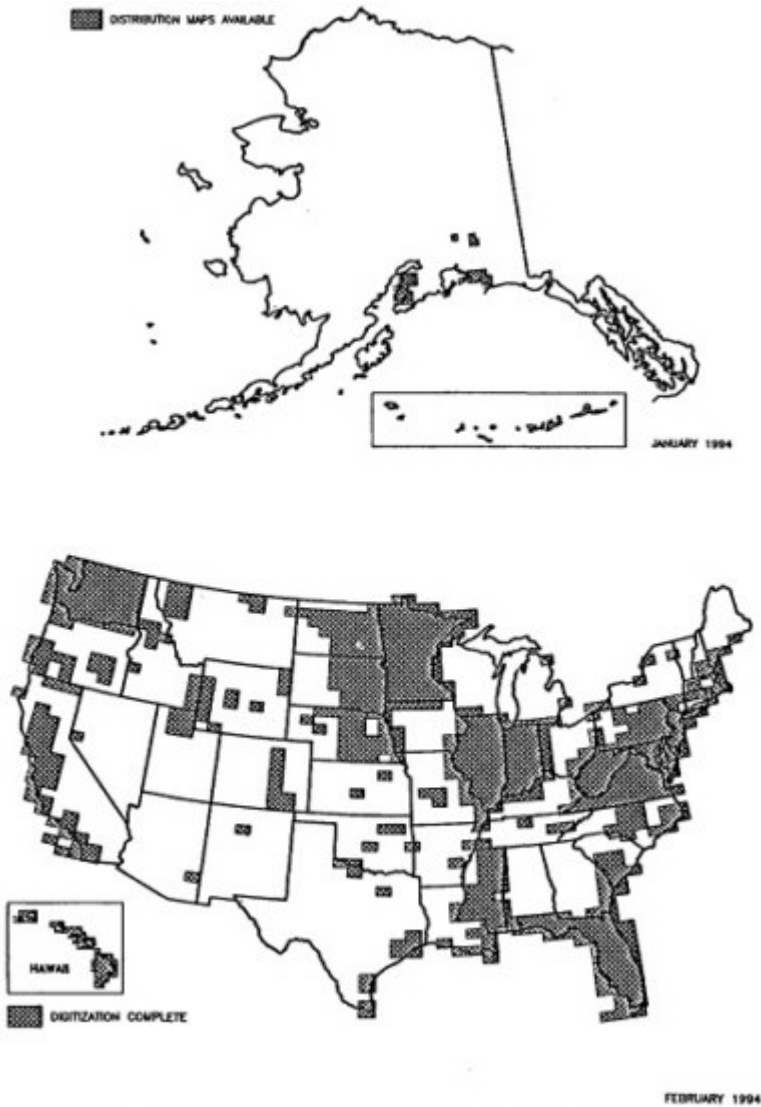 DISTRIBUTION MAPS AVAILABLE
JANUARY 1994
HAWAII
DIGITIZATION COMPLETE
FEBRUARY 1994